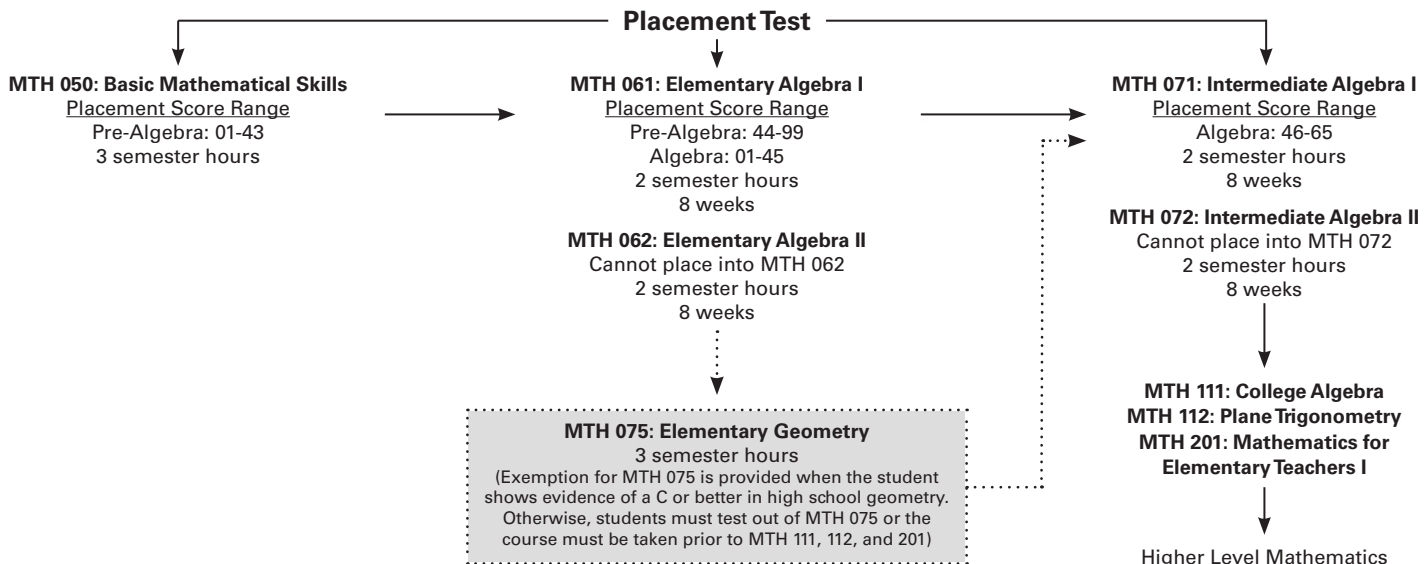 Placement Test
MTH 050: Basic Mathematical Skills
Placement Score Range
Pre-Algebra: 01-43
3 semester hours
MTH 061: Elementary Algebra I
Placement Score Range
Pre-Algebra: 44-99
Algebra: 01-45
2 semester hours
8 weeks
MTH 062: Elementary Algebra II
Cannot place into MTH 062
2 semester hours
8 weeks
MTH 075: Elementary Geometry
3 semester hours
(Exemption for MTH 075 is provided when the student
shows evidence of a C or better in high school geometry.
Otherwise, students must test out of MTH 075 or the
course must be taken prior to MTH 111, 112, and 201)
MTH 071: Intermediate Algebra I
Placement Score Range
Algebra: 46-65
2 semester hours
8 weeks
MTH 072: Intermediate Algebra II
Cannot place into MTH 072
2 semester hours
8 weeks
MTH 111: College Algebra
MTH 112: Plane Trigonometry
MTH 201: Mathematics for
Elementary Teachers I
Higher Level Mathematics